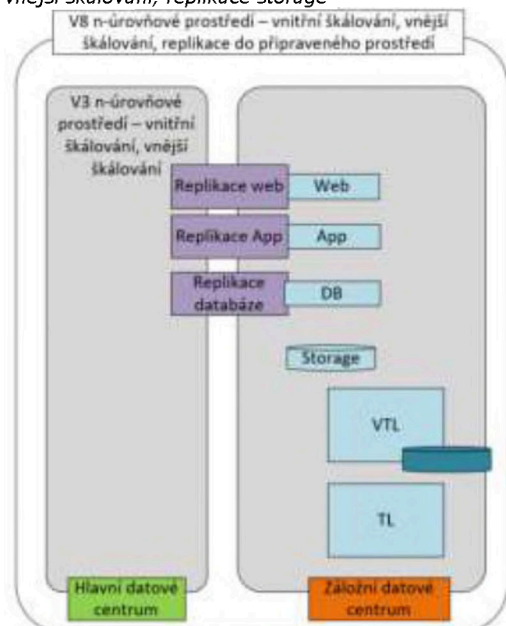 vnější škálování, replikace storage
V8 n-úrovňové prostředí – vnitřní škálování, vnější
škálování, replikace do připraveného prostředí
V3 n-úrovňové
prostředí – vnitřní
škálování, vnější
škálování
Replikace web
Web
Replikace App
App
Replikace
databáze
DB
Storage
VTL
TL
Hlavní datové
centrum
Záložní datové
centrum